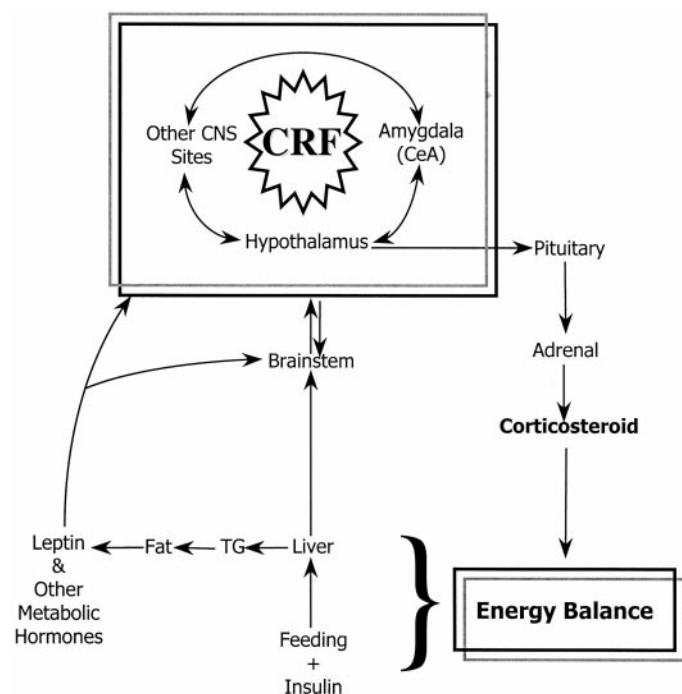 Other CNS
Sites
CRF
Amygdala
(CeA)
Hypothalamus
Pituitary
Brainstem
Adrenal
Corticosteroid
Leptin
&
Other
Metabolic
Hormones
Fat
TG
Liver
Feeding
+
Insulin
Energy Balance